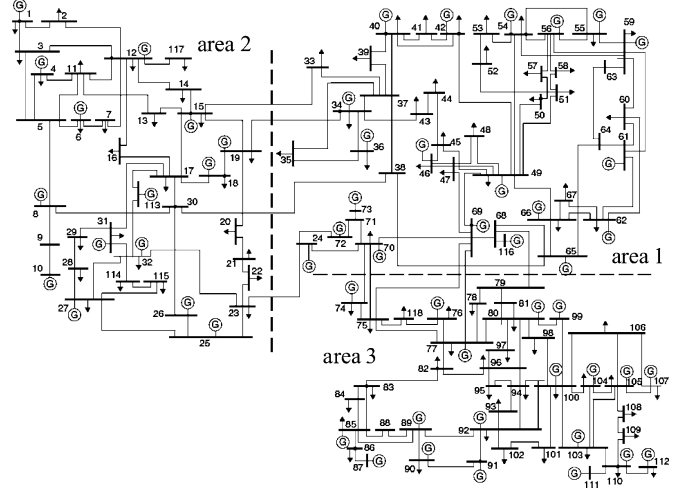 G 1 2
3 4 G 11 12 G 117
area 2
5 G 6 7 13 14 15 G
16 17 G 18 19
G 113
G 8 30 20
9 29 31 G 32 G 21
10 G 28 114 115 22
27 G 26 G G 25 23
33 39 40 G 41 42 G
34 G 37 43 44
35 36 G 38
45 G 46 47 48 49 G
53 54 G 56 G 55 G 59 G
52 57 58 51 50 63
60 64 61 G
67 66 G 62 G
65 G
area 1
69 G 68 116 G
G 73 71 G 72 70
24 G
G 74 75 118 G 76
77 G 78 79 81
80 G 99 G 98 97
area 3
82 96 95 94 93
83 84 85 G 88 89 G
86 87 G 90 G 91 G
92 G 102 101 100 G
106 104 G 105 G 107 G
108 109
103 G 110 G 111 G 112 G